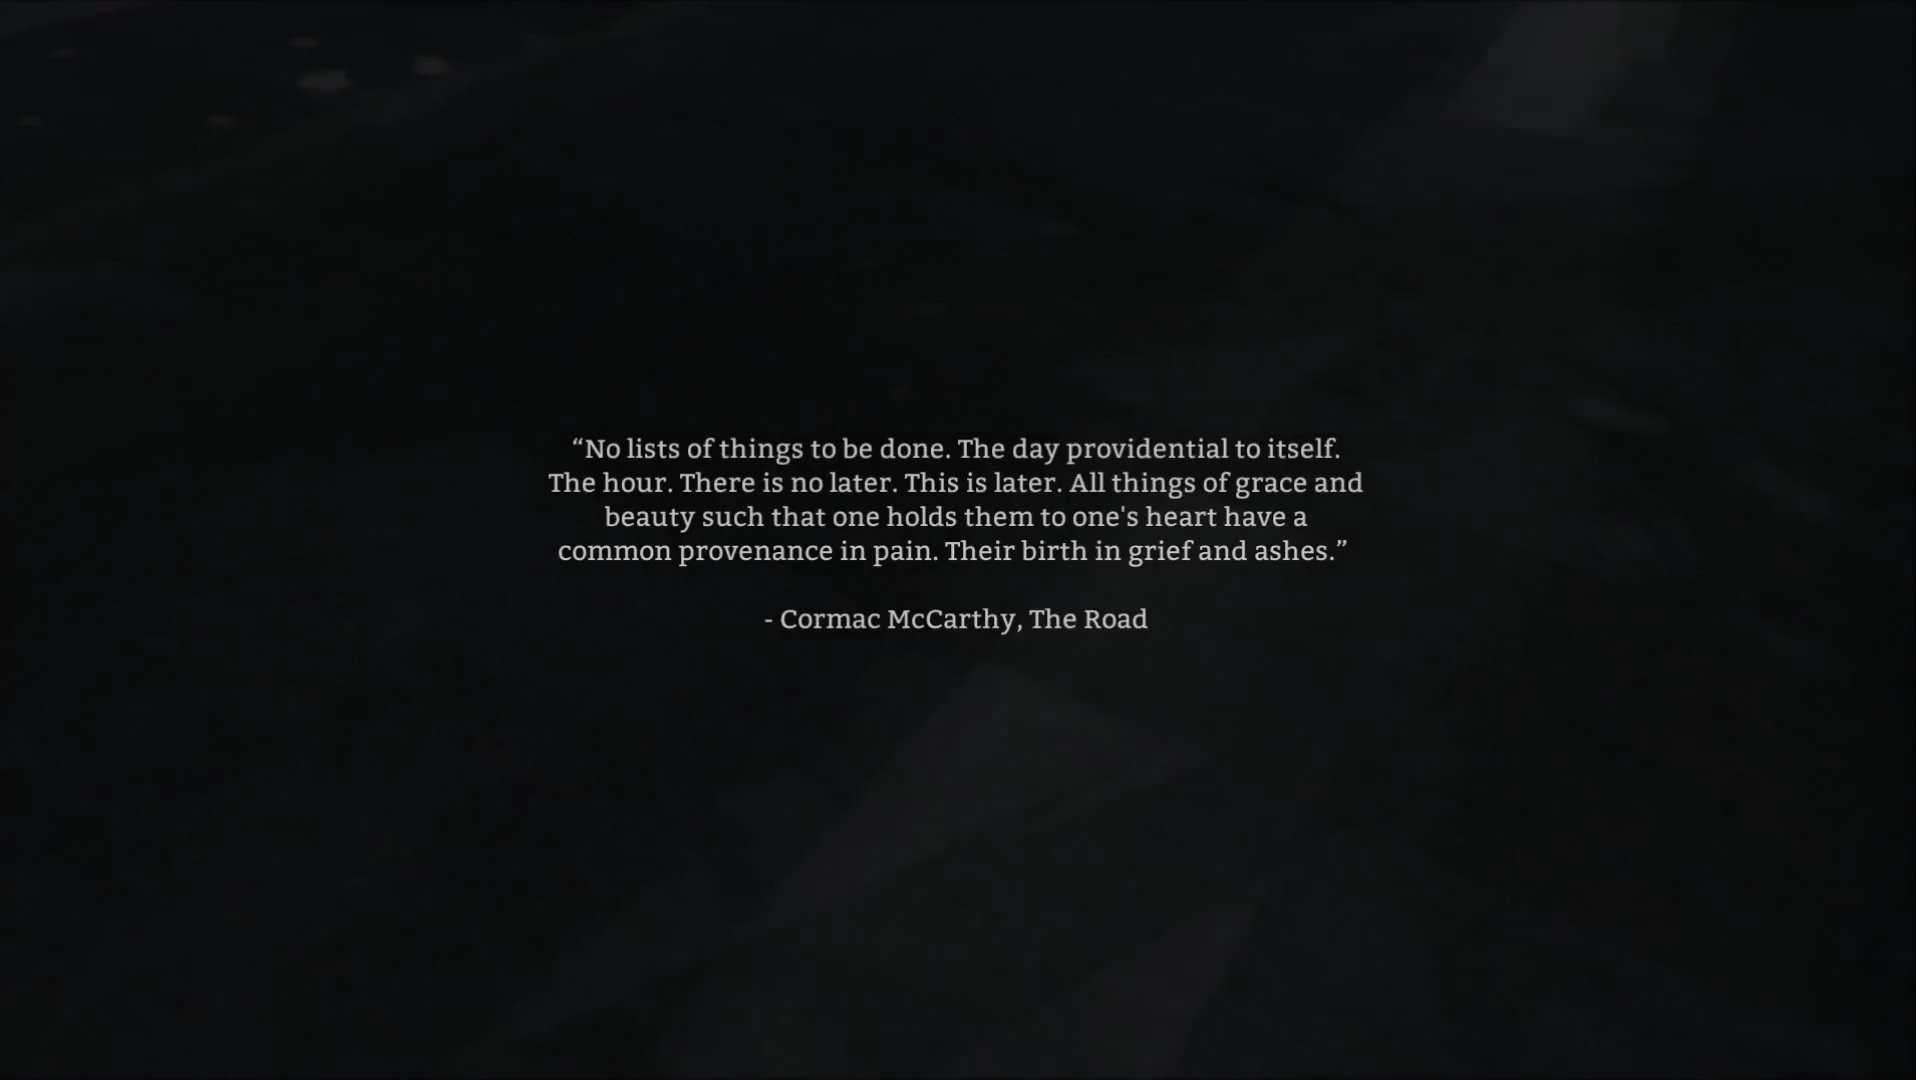 “No lists of things to be done. The day providential to itself.
The hour. There is no later. This is later. All things of grace and
beauty such that one holds them to one's heart have a
common provenance in pain. Their birth in grief and ashes.”
- Cormac McCarthy, The Road